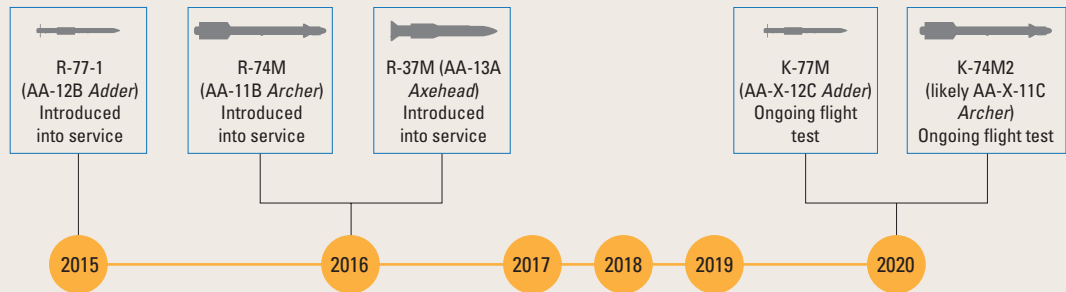 R-77-1
(AA-12B Adder)
Introduced
into service
R-74M
(AA-11B Archer)
Introduced
into service
R-37M (AA-13A
Axehead)
Introduced
into service
K-77M
(AA-X-12C Adder)
Ongoing flight
test
K-74M2
(likely AA-X-11C
Archer)
Ongoing flight test
2015
2016
2017
2018
2019
2020